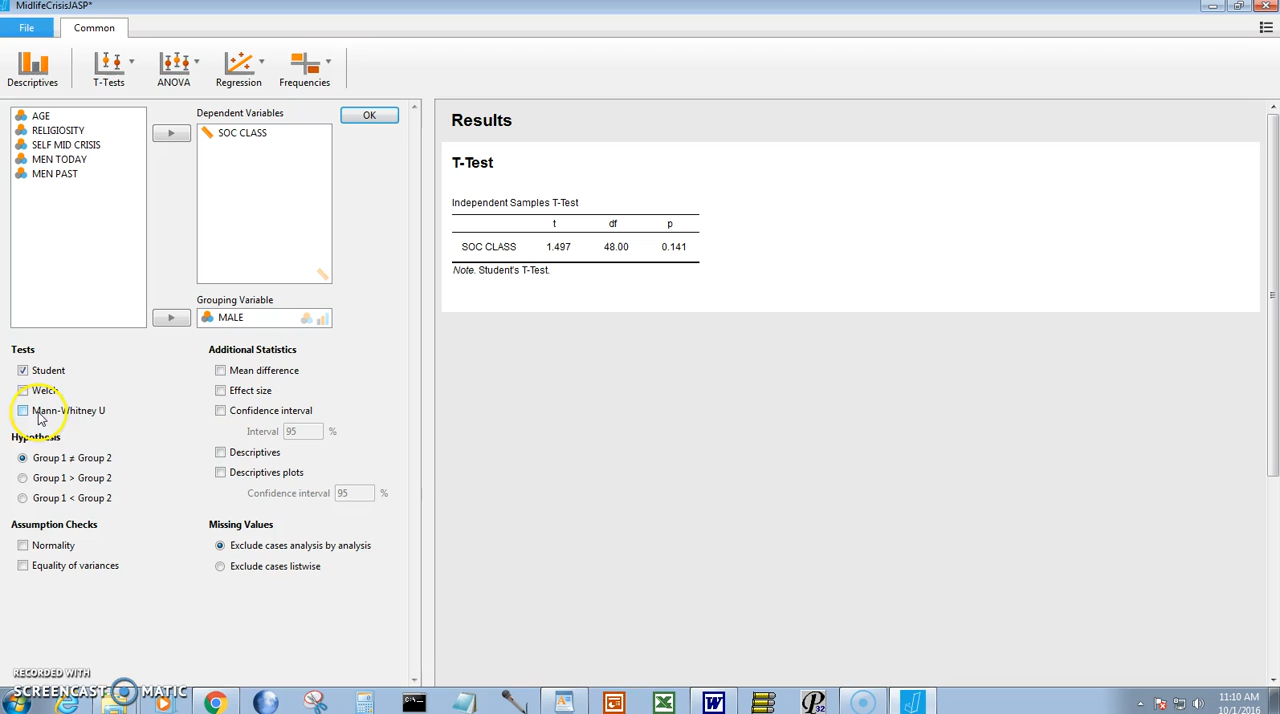 MidlifeCrisisJASP*
File
Common
Descriptives
T-Tests
ANOVA
Regression
Frequencies
AGE
RELIGIOSITY
SELF MID CRISIS
MEN TODAY
MEN PAST
Dependent Variables
SOC CLASS
OK
Grouping Variable
MALE
Tests
Student
Welch
Mann-Whitney U
Hypothesis
Group 1 ≠ Group 2
Group 1 > Group 2
Group 1 < Group 2
Assumption Checks
Normality
Equality of variances
Additional Statistics
Mean difference
Effect size
Confidence interval
Interval 95 %
Descriptives
Descriptives plots
Confidence interval 95 %
Missing Values
Exclude cases analysis by analysis
Exclude cases listwise
Results
T-Test
Independent Samples T-Test
t df p
SOC CLASS 1.497 48.00 0.141
Note. Student's T-Test.
RECORDED WITH
SCREENCAST MATIC
11:10 AM
10/1/2016